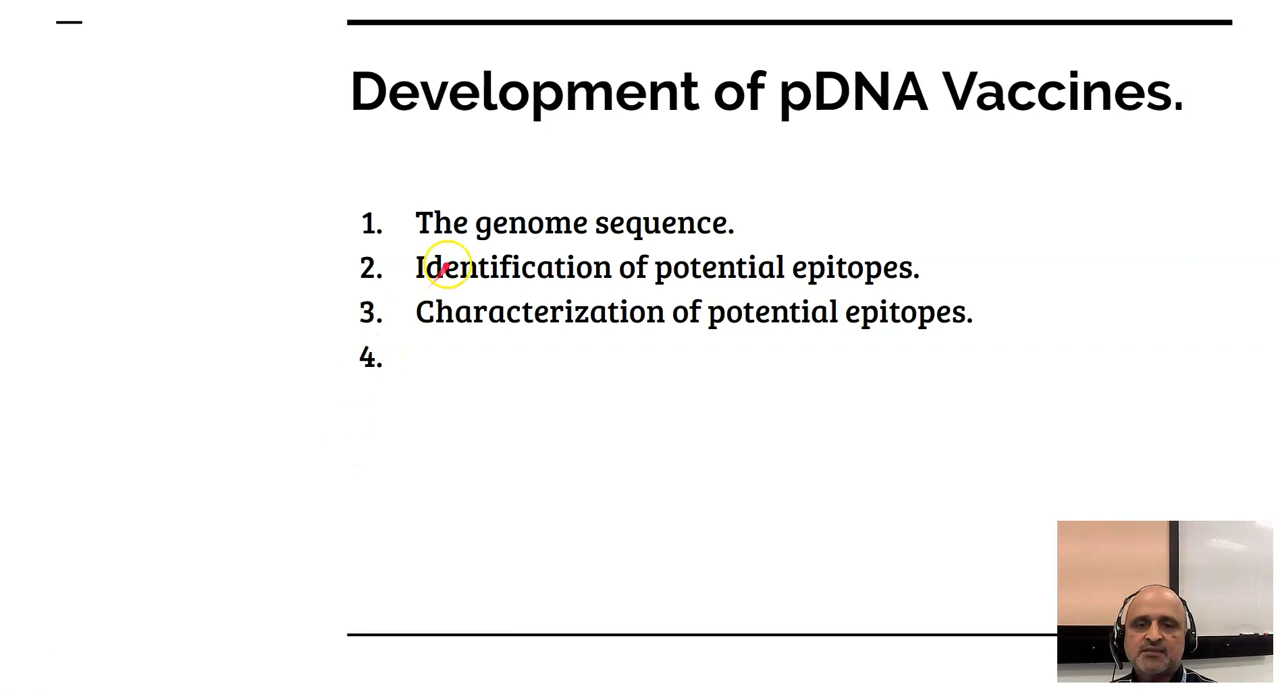 Development of pDNA Vaccines.
1. The genome sequence.
2. Identification of potential epitopes.
3. Characterization of potential epitopes.
4.